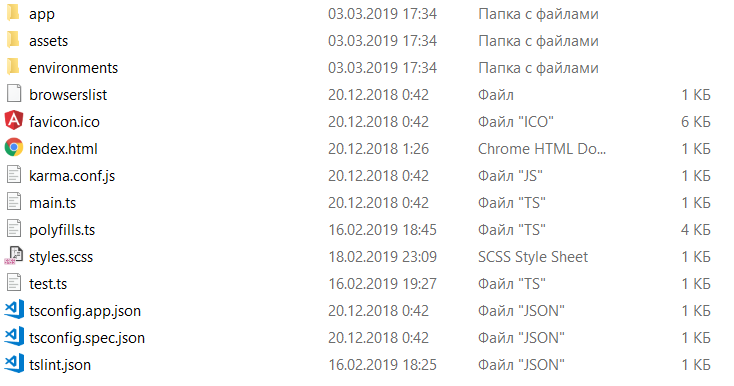 app 03.03.2019 17:34 Папка с файлами
assets 03.03.2019 17:34 Папка с файлами
environments 03.03.2019 17:34 Папка с файлами
browserslist 20.12.2018 0:42 Файл 1 КБ
favicon.ico 20.12.2018 0:42 Файл "ICO" 6 КБ
index.html 20.12.2018 1:26 Chrome HTML Do... 1 КБ
karma.conf.js 20.12.2018 0:42 Файл "JS" 1 КБ
main.ts 20.12.2018 0:42 Файл "TS" 1 КБ
polyfills.ts 16.02.2019 18:45 Файл "TS" 4 КБ
styles.scss 18.02.2019 23:09 SCSS Style Sheet 1 КБ
test.ts 16.02.2019 19:27 Файл "TS" 1 КБ
tsconfig.app.json 20.12.2018 0:42 Файл "JSON" 1 КБ
tsconfig.spec.json 20.12.2018 0:42 Файл "JSON" 1 КБ
tslint.json 16.02.2019 18:25 Файл "JSON" 1 КБ